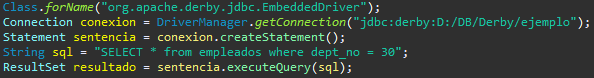 Class.forName("org.apache.derby.jdbc.EmbeddedDriver");
Connection conexion = DriverManager.getConnection("jdbc:derby:D:/DB/Derby/ejemplo");
Statement sentencia = conexion.createStatement();
String sql = "SELECT * from empleados where dept_no = 30";
ResultSet resultado = sentencia.executeQuery(sql);